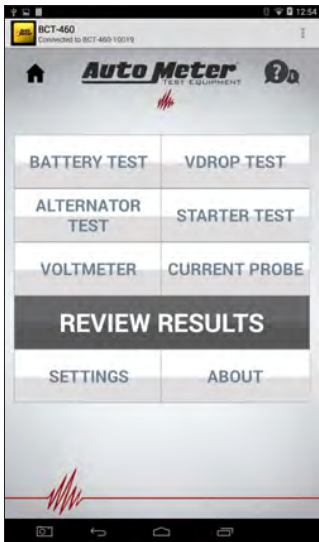 12:54
BCT-460
Connected to BCT-460-10019
Auto Meter
TEST EQUIPMENT
BATTERY TEST
VDROP TEST
ALTERNATOR
TEST
STARTER TEST
VOLTMETER
CURRENT PROBE
REVIEW RESULTS
SETTINGS
ABOUT